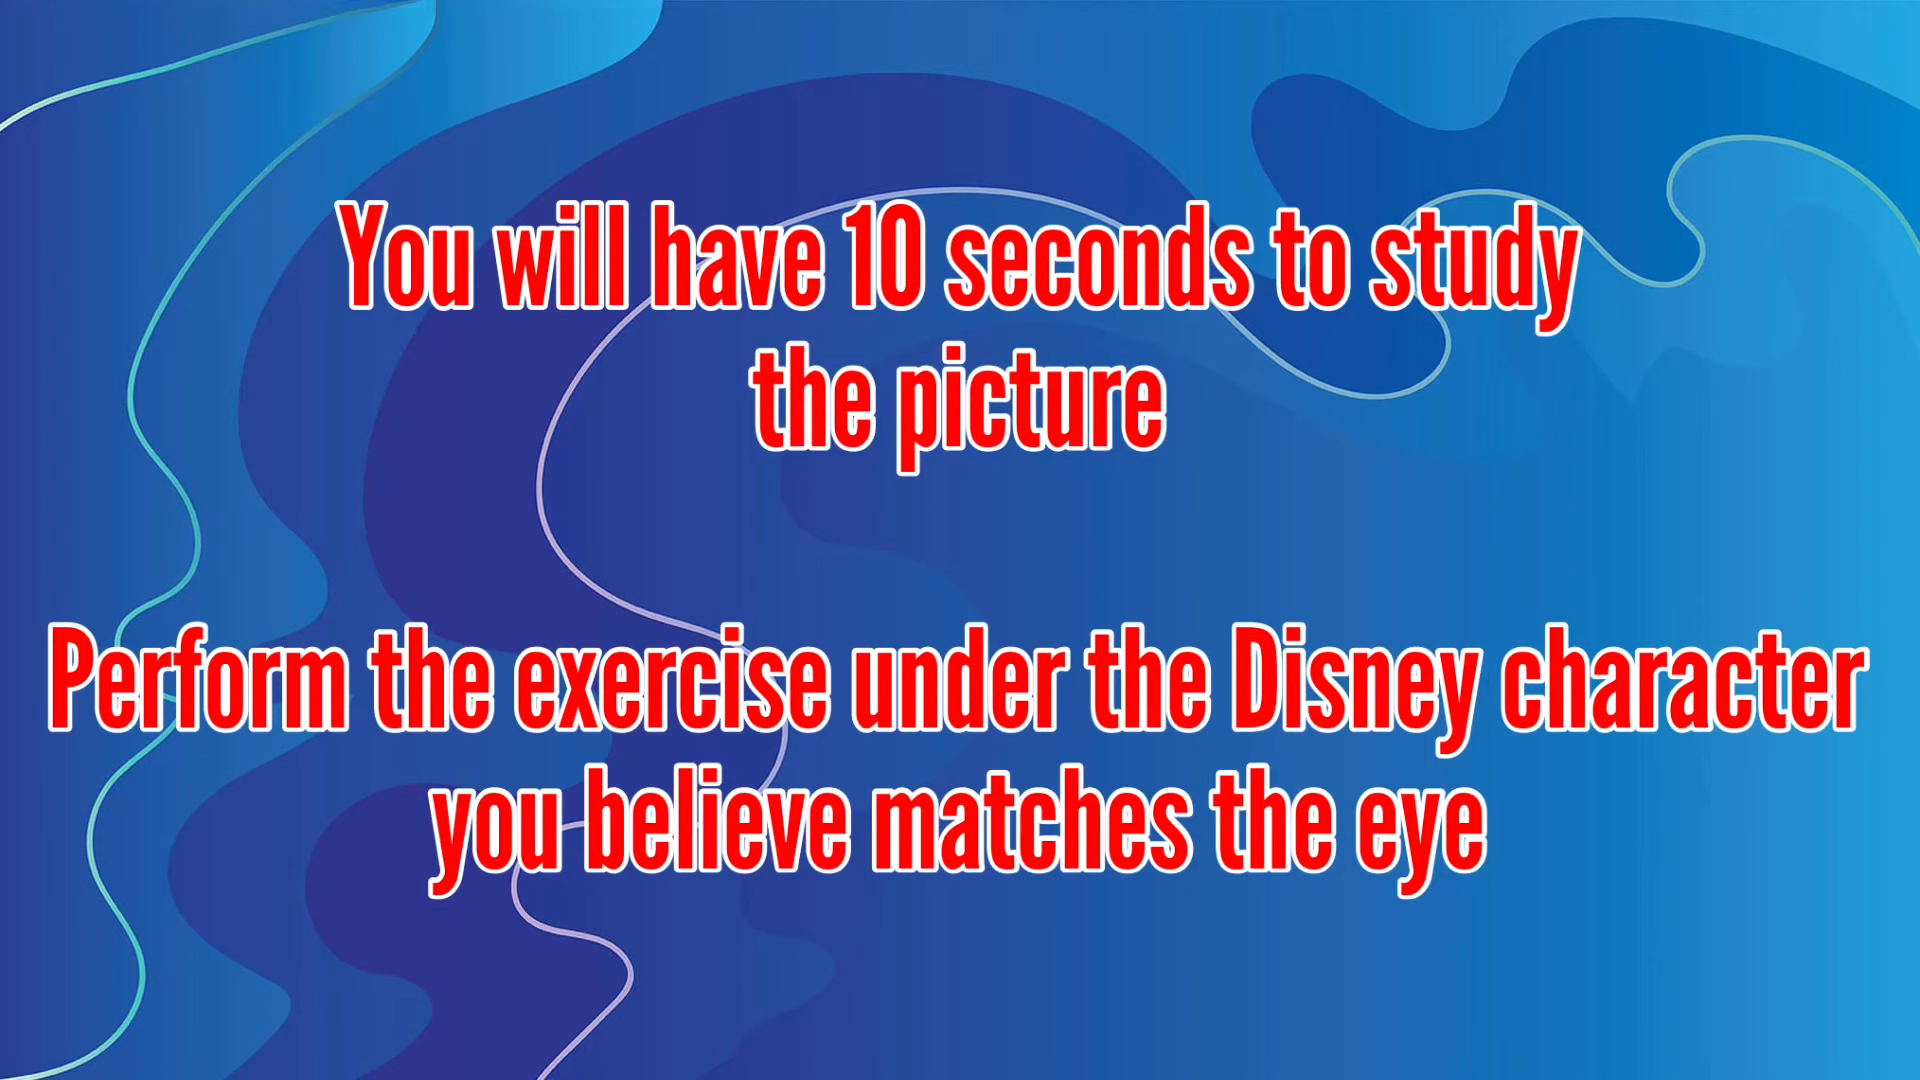 You will have 10 seconds to study
the picture
Perform the exercise under the Disney character
you believe matches the eye